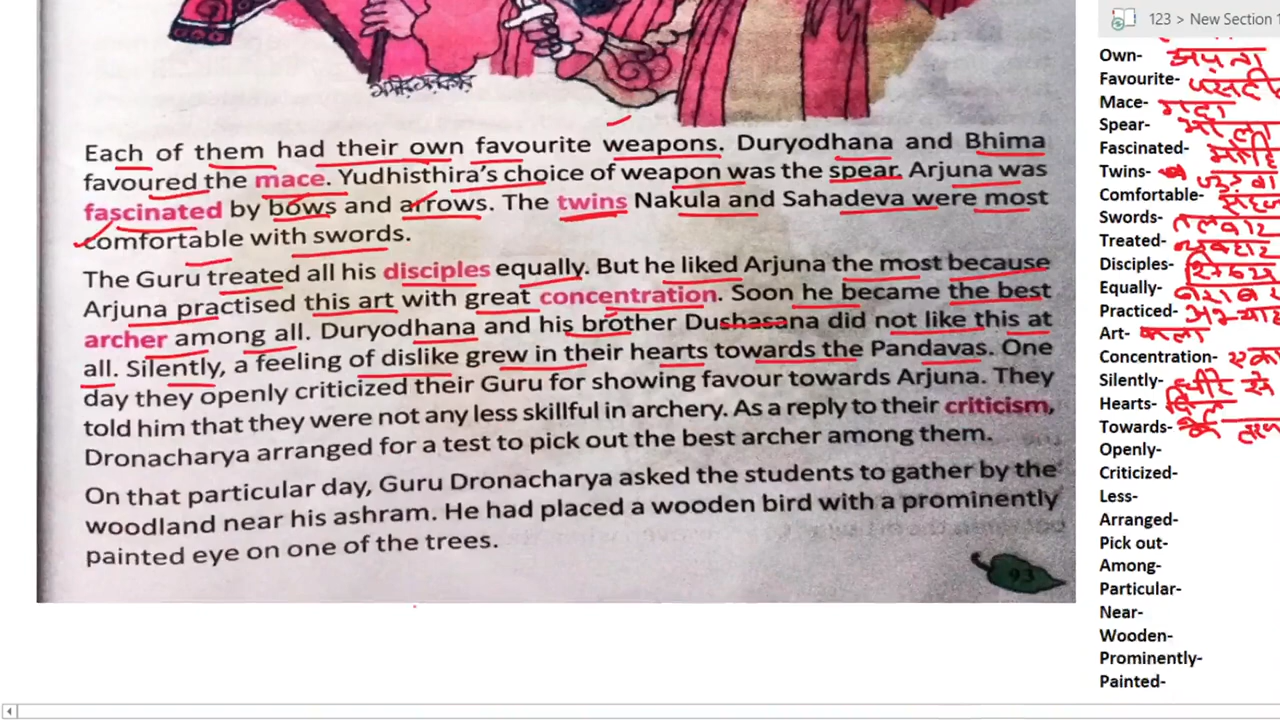 Each of them had their own favourite weapons. Duryodhana and Bhima
favoured the mace. Yudhisthira's choice of weapon was the spear. Arjuna was
fascinated by bows and arrows. The twins Nakula and Sahadeva were most
comfortable with swords.
The Guru treated all his disciples equally. But he liked Arjuna the most because
Arjuna practised this art with great concentration. Soon he became the best
archer among all. Duryodhana and his brother Dushasana did not like this at
all. Silently, a feeling of dislike grew in their hearts towards the Pandavas. One
day they openly criticized their Guru for showing favour towards Arjuna. They
told him that they were not any less skillful in archery. As a reply to their criticism,
Dronacharya arranged for a test to pick out the best archer among them.
On that particular day, Guru Dronacharya asked the students to gather by the
woodland near his ashram. He had placed a wooden bird with a prominently
painted eye on one of the trees.
93
123 > New Section 1
Own- अपना
Favourite-
Mace- गदा
Spear- भाला
Fascinated-
Twins-
Comfortable-
Swords- तलवार
Treated- व्यवहार
Disciples- शिष्य
Equally-
Practiced-
Art- कला
Concentration-
Silently- से
Hearts-
Towards-
Openly-
Criticized-
Less-
Arranged-
Pick out-
Among-
Particular-
Near-
Wooden-
Prominently-
Painted-